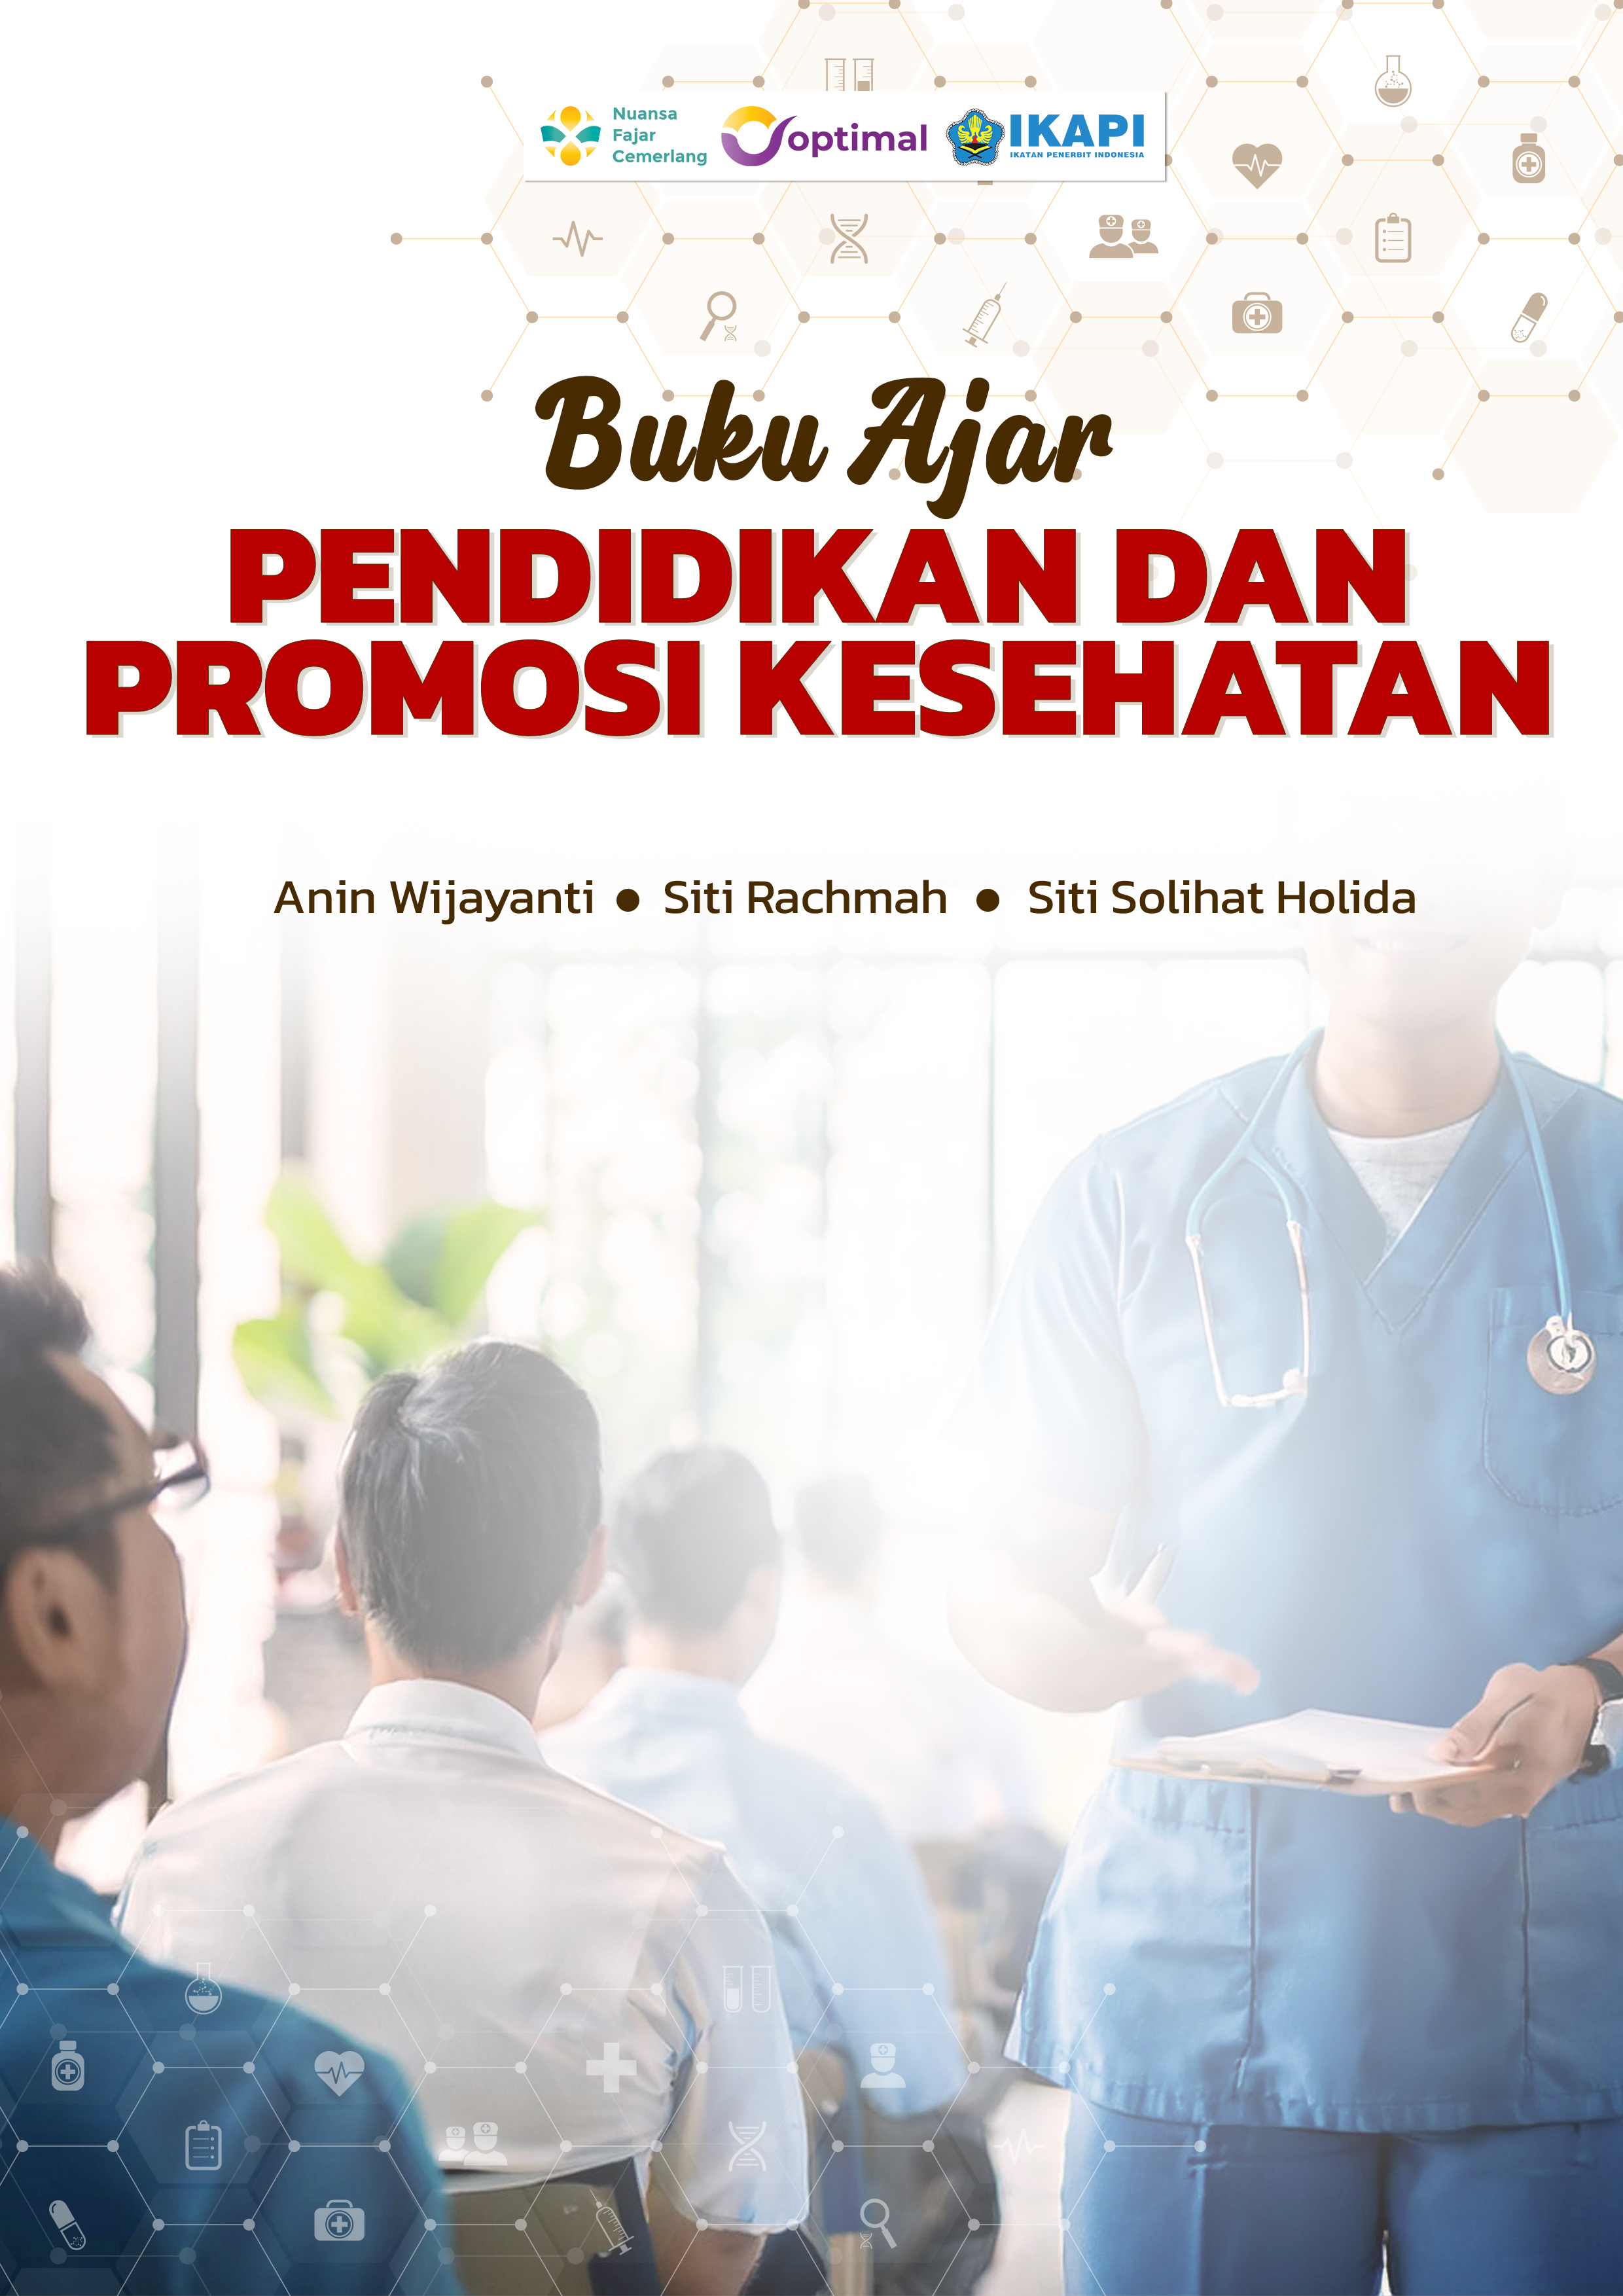 Nuansa
Fajar
Cemerlang
optimal
IKAPI
IKATAN PENERBIT INDONESIA
Buku Ajar
PENDIDIKAN DAN
PROMOSI KESEHATAN
Anin Wijayanti ● Siti Rachmah ● Siti Solihat Holida